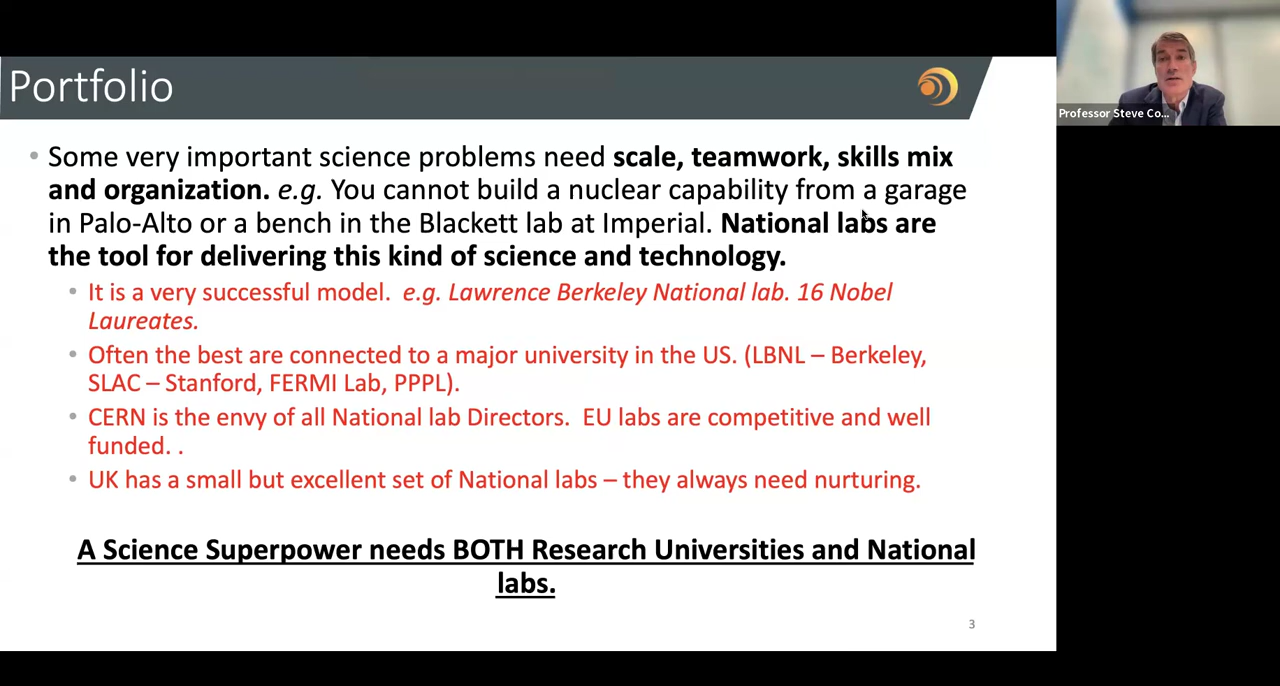 Portfolio
Some very important science problems need scale, teamwork, skills mix
and organization. e.g. You cannot build a nuclear capability from a garage
in Palo-Alto or a bench in the Blackett lab at Imperial. National labs are
the tool for delivering this kind of science and technology.
It is a very successful model. e.g. Lawrence Berkeley National lab. 16 Nobel
Laureates.
Often the best are connected to a major university in the US. (LBNL – Berkeley,
SLAC – Stanford, FERMI Lab, PPPL).
CERN is the envy of all National lab Directors. EU labs are competitive and well
funded. .
UK has a small but excellent set of National labs – they always need nurturing.
A Science Superpower needs BOTH Research Universities and National
labs.
3
Professor Steve Co...